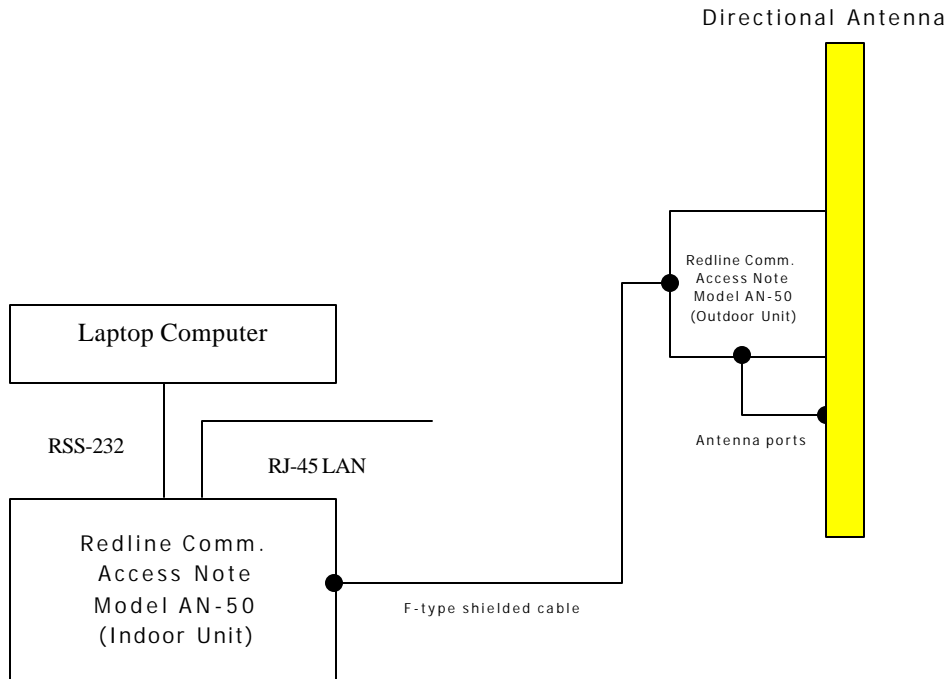 Directional Antenna
Redline Comm.
Access Note
Model AN-50
(Outdoor Unit)
Antenna ports
Laptop Computer
RSS-232
RJ-45 LAN
Redline Comm.
Access Note
Model AN-50
(Indoor Unit)
F-type shielded cable